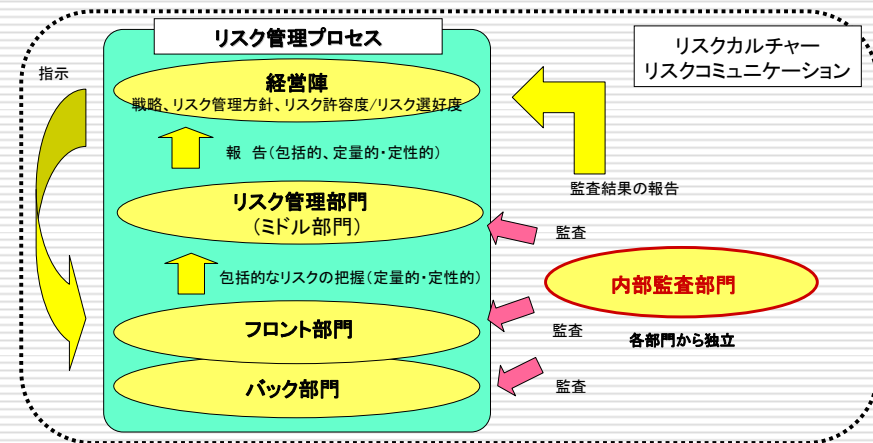 リスク管理プロセス
リスクカルチャー
リスクコミュニケーション
指示
経営陣
戦略、リスク管理方針、リスク許容度/リスク選好度
報 告(包括的、定量的・定性的)
監査結果の報告
リスク管理部門
(ミドル部門)
監査
包括的なリスクの把握(定量的・定性的)
内部監査部門
フロント部門
監査
各部門から独立
バック部門
監査